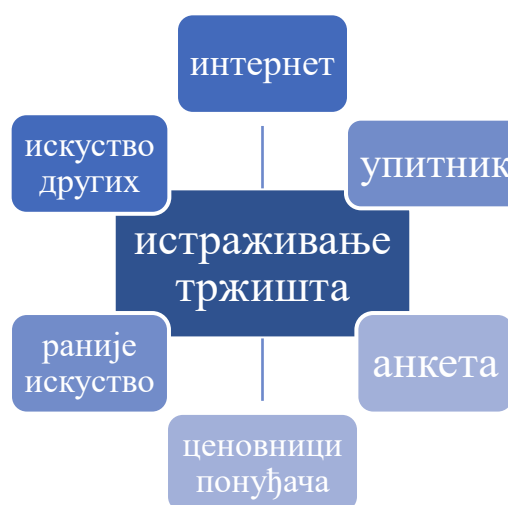 интернет
искуство
других
упитник
истраживање
тржишта
раније
искуство
анкета
ценовници
понуђача